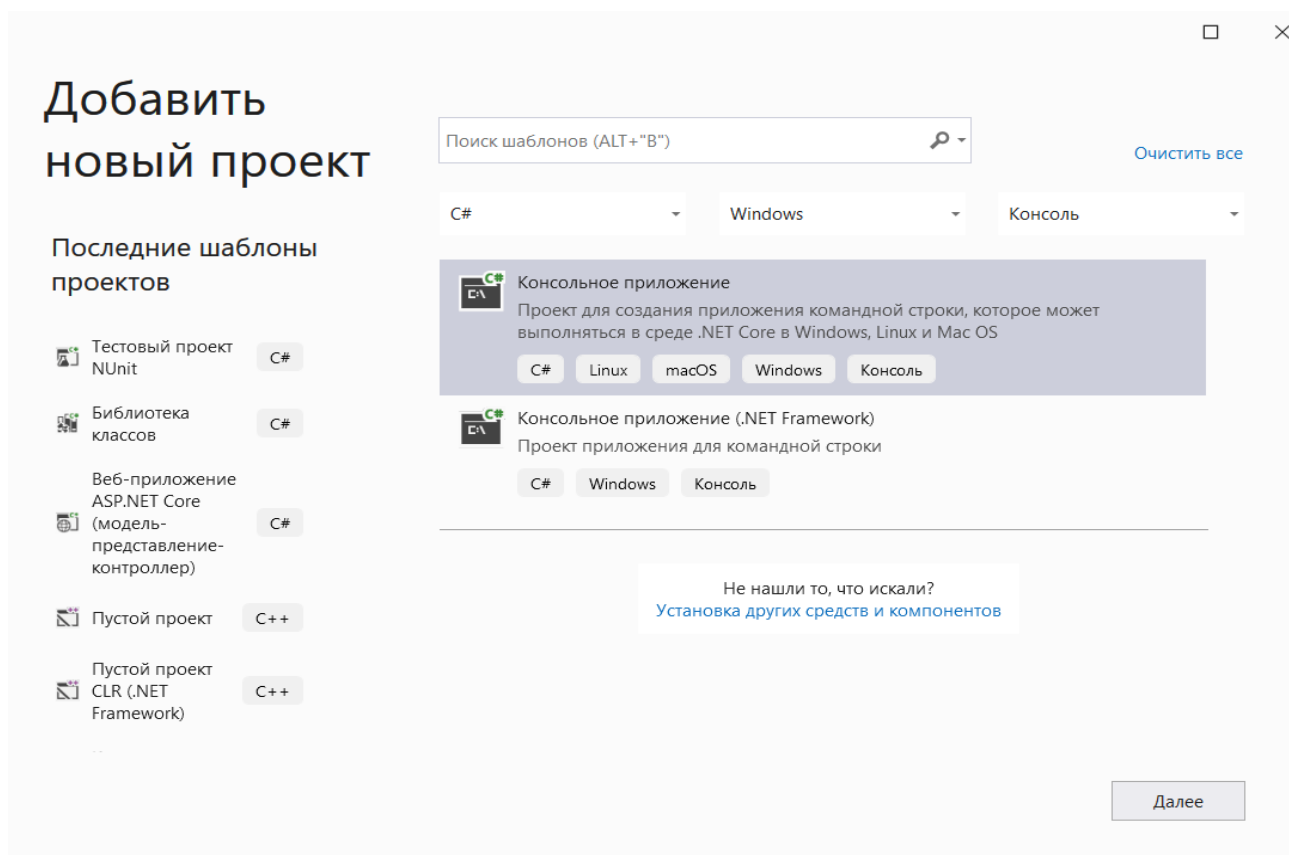 Добавить
новый проект
Последние шаблоны
проектов
Тестовый проект
NUnit
C#
Библиотека
классов
C#
Веб-приложение
ASP.NET Core
(модель-
представление-
контроллер)
C#
Пустой проект
C++
Пустой проект
CLR (.NET
Framework)
C++
Поиск шаблонов (ALT+"B")
Очистить все
C#
Windows
Консоль
C#
C:\
Консольное приложение
Проект для создания приложения командной строки, которое может
выполняться в среде .NET Core в Windows, Linux и Mac OS
C# Linux macOS Windows Консоль
C#
C:\
Консольное приложение (.NET Framework)
Проект приложения для командной строки
C# Windows Консоль
Не нашли то, что искали?
Установка других средств и компонентов
Далее